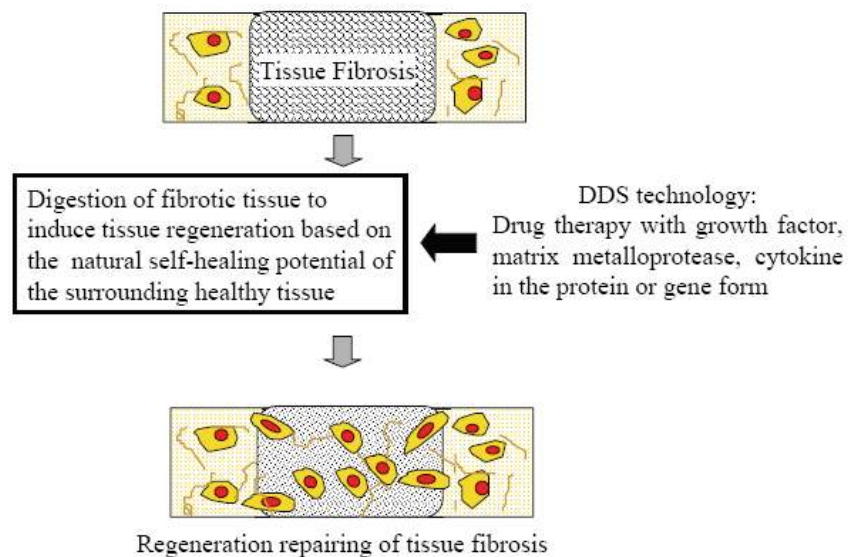 Tissue Fibrosis
Digestion of fibrotic tissue to
induce tissue regeneration based on
the natural self-healing potential of
the surrounding healthy tissue
DDS technology:
Drug therapy with growth factor,
matrix metalloprotease, cytokine
in the protein or gene form
Regeneration repairing of tissue fibrosis